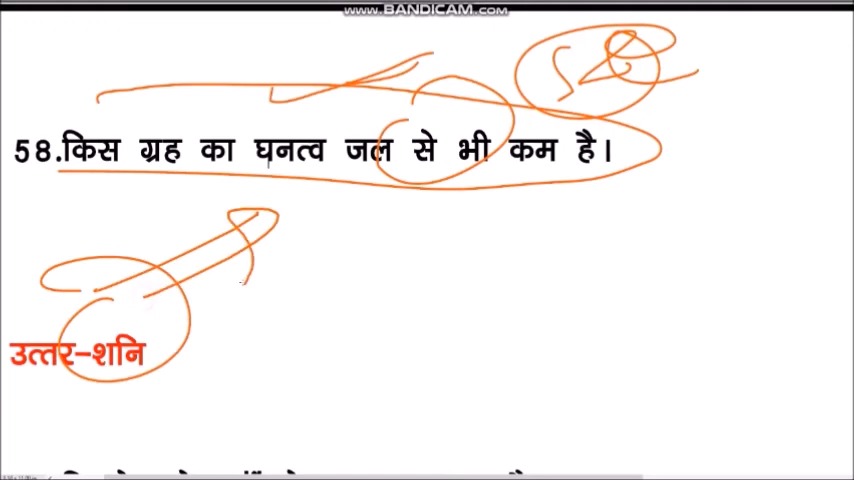 www.BANDICAM.com
58.किस ग्रह का घनत्व जल से भी कम है।
उत्तर-शनि